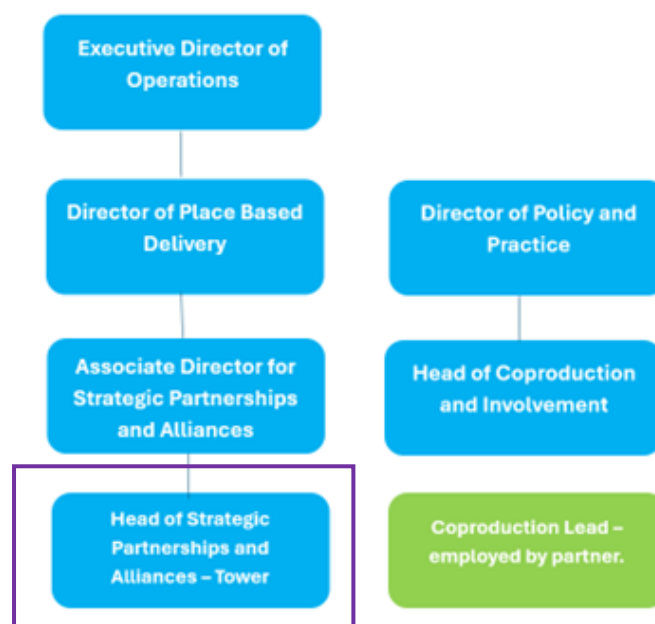 Executive Director of
Operations
Director of Place Based
Delivery
Director of Policy and
Practice
Associate Director for
Strategic Partnerships
and Alliances
Head of Coproduction
and Involvement
Head of Strategic
Partnerships and
Alliances – Tower
Coproduction Lead –
employed by partner.